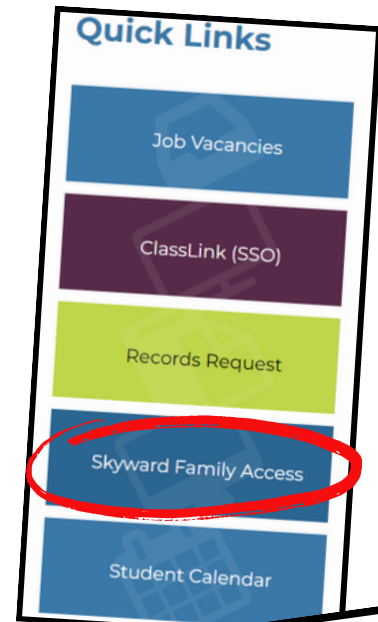 Quick Links
Job Vacancies
ClassLink (SSO)
Records Request
Skyward Family Access
Student Calendar